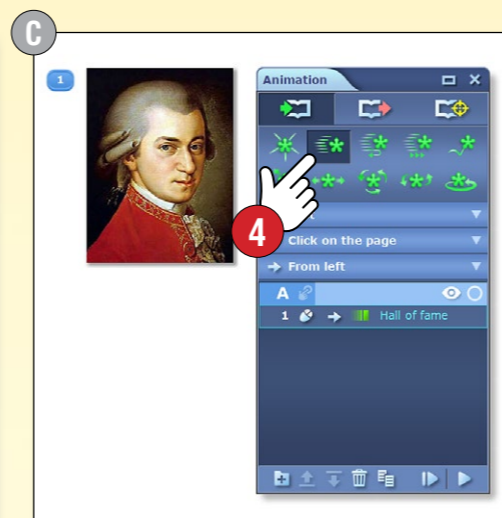 C
1
Animation
4
Click on the page
From left
A
1 Hall of fame